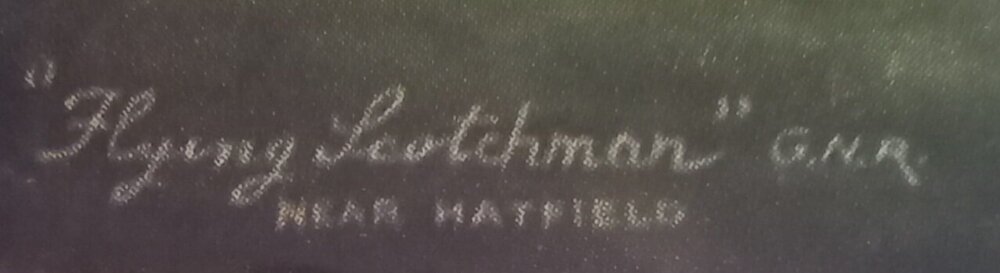 "Flying Scotchman" G.N.R.
NEAR HATFIELD